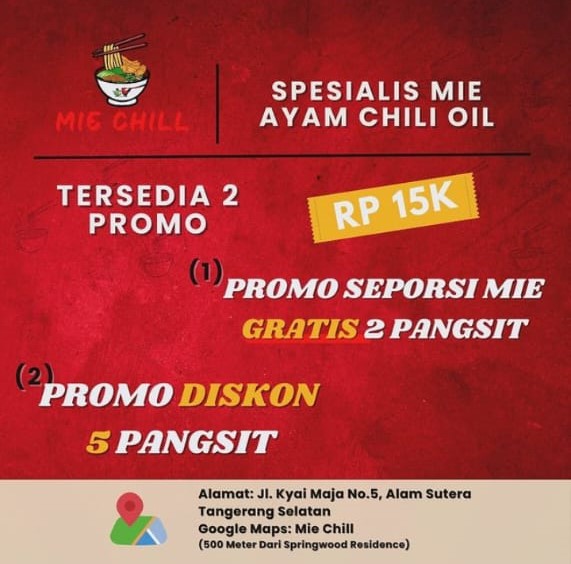 MIE CHILL
SPESIALIS MIE
AYAM CHILI OIL
TERSEDIA 2
PROMO
RP 15K
(1)
PROMO SEPORSI MIE
GRATIS 2 PANGSIT
(2)
PROMO DISKON
5 PANGSIT
Alamat: Jl. Kyai Maja No.5, Alam Sutera
Tangerang Selatan
Google Maps: Mie Chill
(500 Meter Dari Springwood Residence)